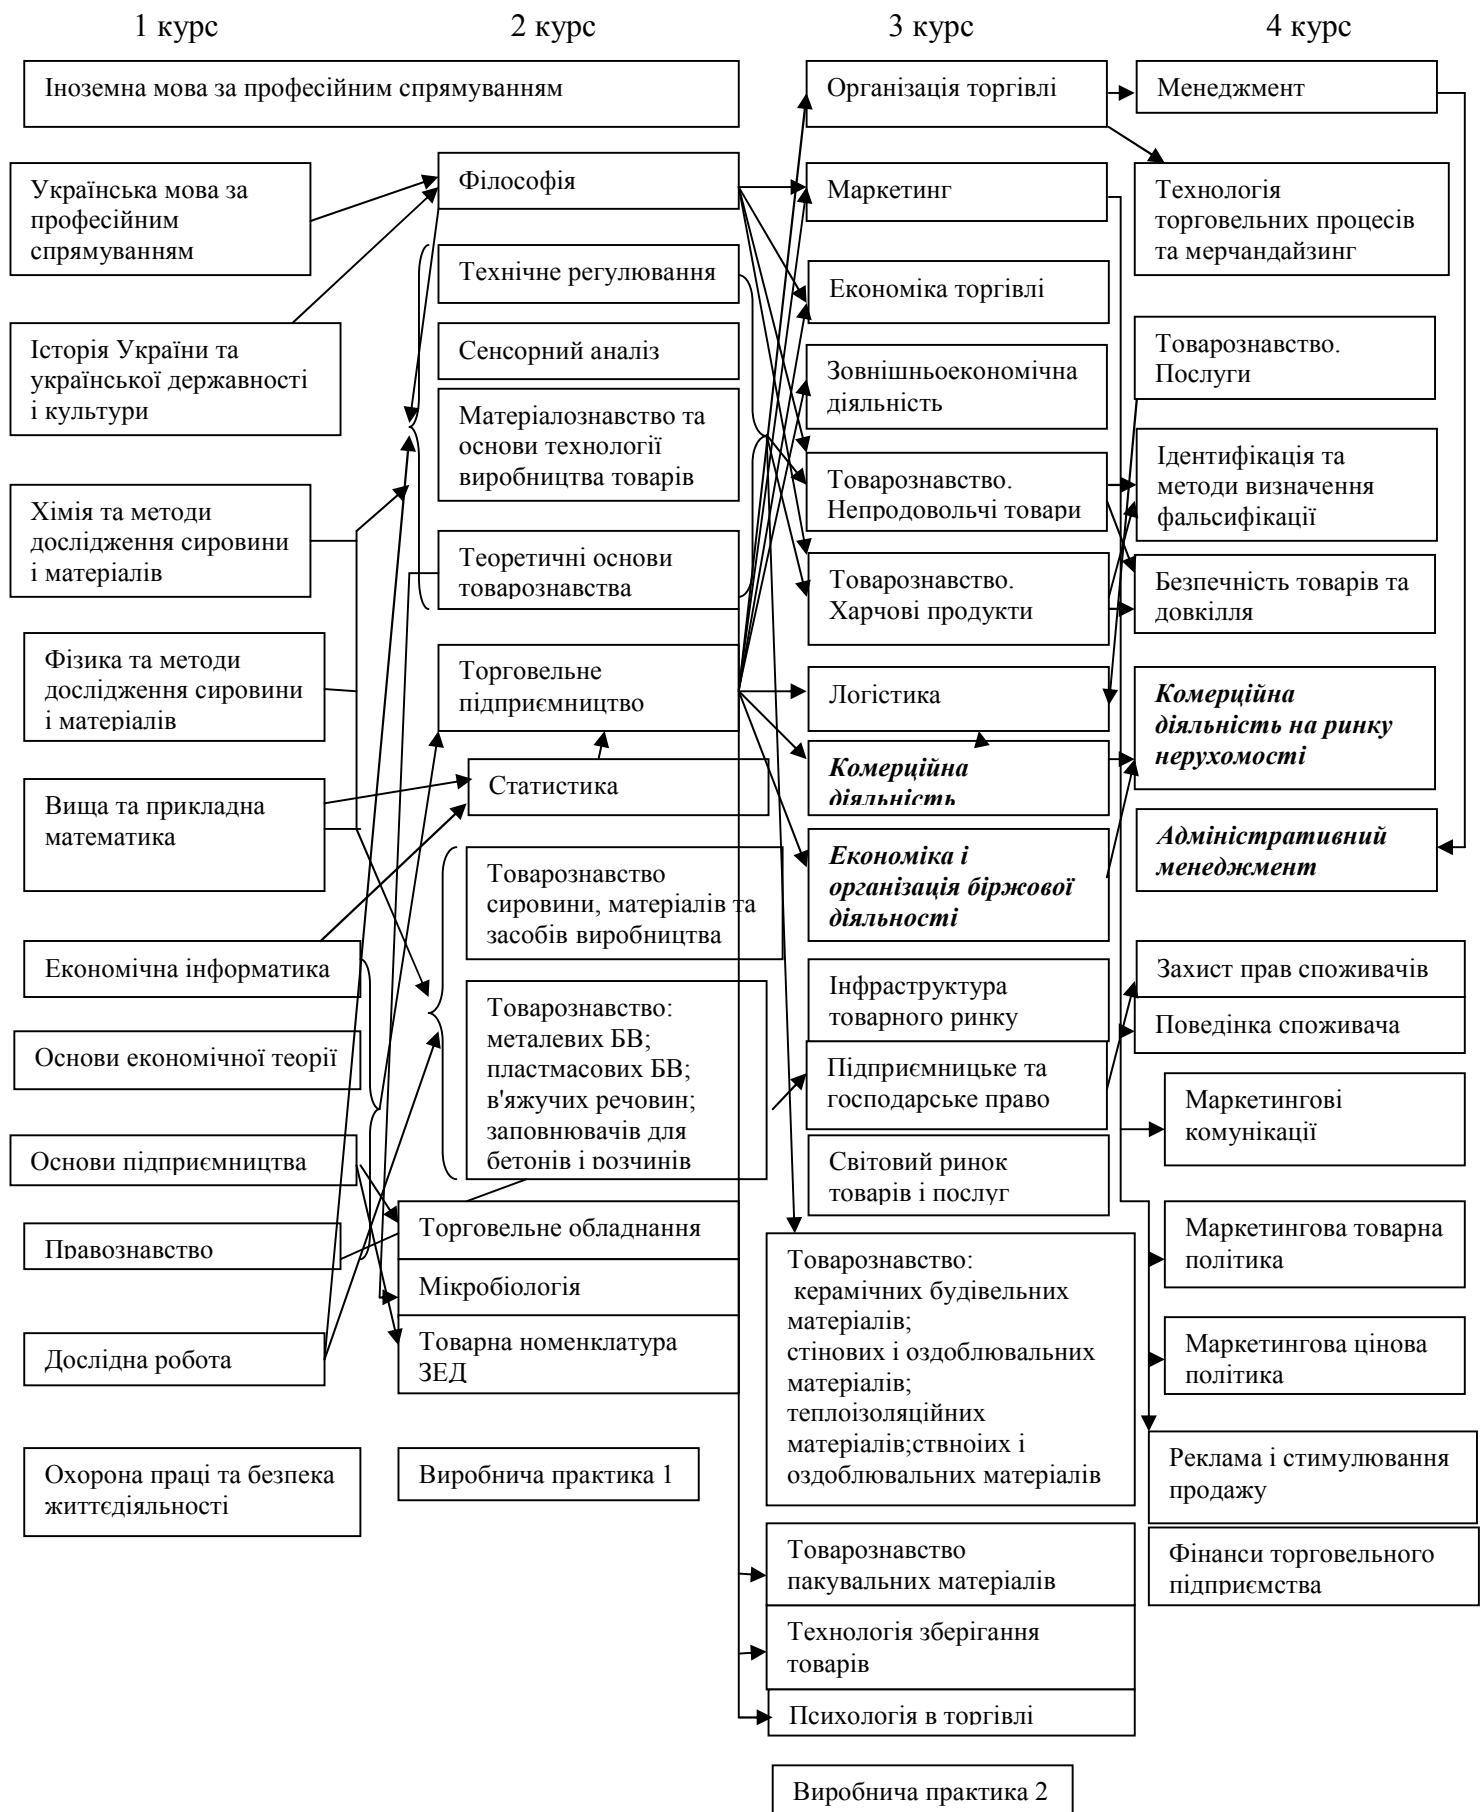 1 курс
2 курс
3 курс
4 курс
Іноземна мова за професійним спрямуванням
Українська мова за
професійним
спрямуванням
Історія України та
української державності
і культури
Хімія та методи
дослідження сировини
і матеріалів
Фізика та методи
дослідження сировини
і матеріалів
Вища та прикладна
математика
Економічна інформатика
Основи економічної теорії
Основи підприємництва
Правознавство
Дослідна робота
Охорона праці та безпека
життєдіяльності
Філософія
Технічне регулювання
Сенсорний аналіз
Матеріалознавство та
основи технології
виробництва товарів
Теоретичні основи
товарознавства
Торговельне
підприємництво
Статистика
Товарознавство
сировини, матеріалів та
засобів виробництва
Товарознавство:
металевих БВ;
пластмасових БВ;
в'яжучих речовин;
заповнювачів для
бетонів і розчинів
Торговельне обладнання
Мікробіологія
Товарна номенклатура
ЗЕД
Виробнича практика 1
Організація торгівлі
Маркетинг
Економіка торгівлі
Зовнішньоекономічна
діяльність
Товарознавство.
Непродовольчі товари
Товарознавство.
Харчові продукти
Логістика
Комерційна
діяльність
Економіка і
організація біржової
діяльності
Інфраструктура
товарного ринку
Підприємницьке та
господарське право
Світовий ринок
товарів і послуг
Товарознавство:
керамічних будівельних
матеріалів;
стінових і оздоблювальних
матеріалів;
теплоізоляційних
матеріалів;ствноіих і
оздоблювальних матеріалів
Товарознавство
пакувальних матеріалів
Технологія зберігання
товарів
Психологія в торгівлі
Виробнича практика 2
Менеджмент
Технологія
торговельних процесів
та мерчандайзинг
Товарознавство.
Послуги
Ідентифікація та
методи визначення
фальсифікації
Безпечність товарів та
довкілля
Комерційна
діяльність на ринку
нерухомості
Адміністративний
менеджмент
Захист прав споживачів
Поведінка споживача
Маркетингові
комунікації
Маркетингова товарна
політика
Маркетингова цінова
політика
Реклама і стимулювання
продажу
Фінанси торговельного
підприємства